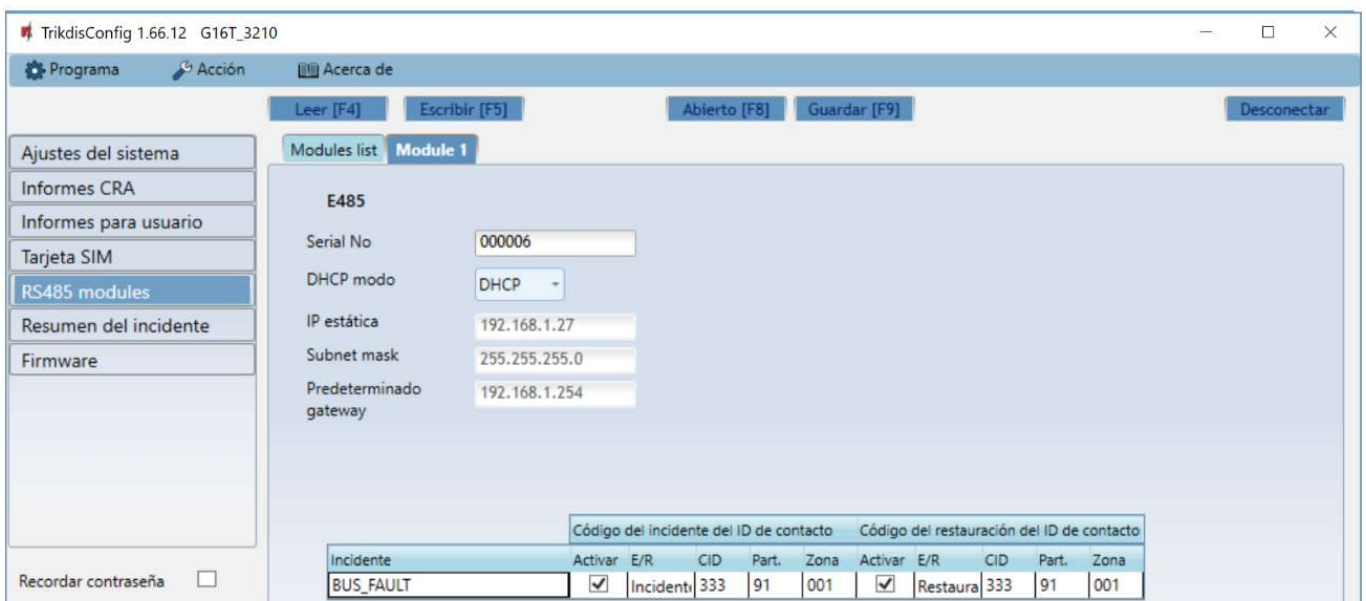 TrikdisConfig 1.66.12 G16T_3210
Programa Acción Acerca de
Leer [F4] Escribir [F5] Abierto [F8] Guardar [F9] Desconectar
Ajustes del sistema
Informes CRA
Informes para usuario
Tarjeta SIM
RS485 modules
Resumen del incidente
Firmware
Recordar contraseña
Modules list Module 1
E485
Serial No 000006
DHCP modo DHCP
IP estática 192.168.1.27
Subnet mask 255.255.255.0
Predeterminado
gateway 192.168.1.254
Código del incidente del ID de contacto Código del restauración del ID de contacto
Incidente Activar E/R CID Part. Zona Activar E/R CID Part. Zona
BUS_FAULT Incident 333 91 001 Restaura 333 91 001